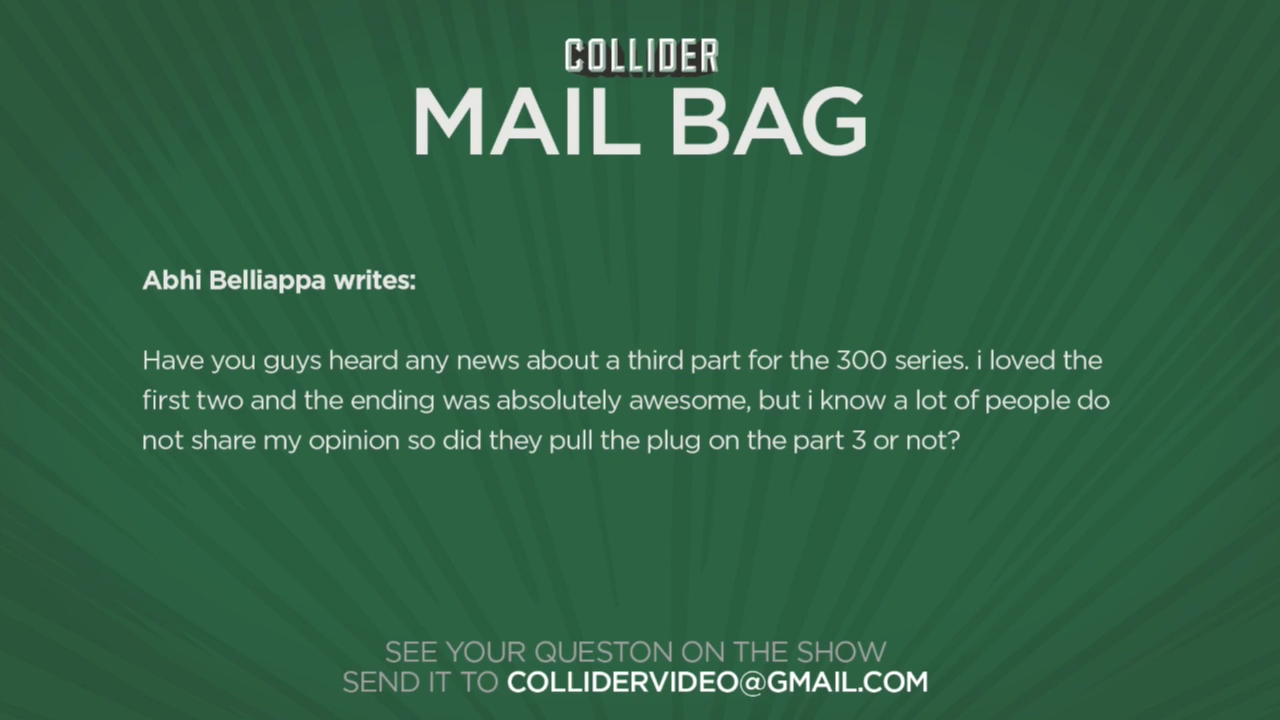 COLLIDER
MAIL BAG
Abhi Belliappa writes:
Have you guys heard any news about a third part for the 300 series. i loved the
first two and the ending was absolutely awesome, but i know a lot of people do
not share my opinion so did they pull the plug on the part 3 or not?
SEE YOUR QUESTON ON THE SHOW
SEND IT TO COLLIDERVIDEO@GMAIL.COM